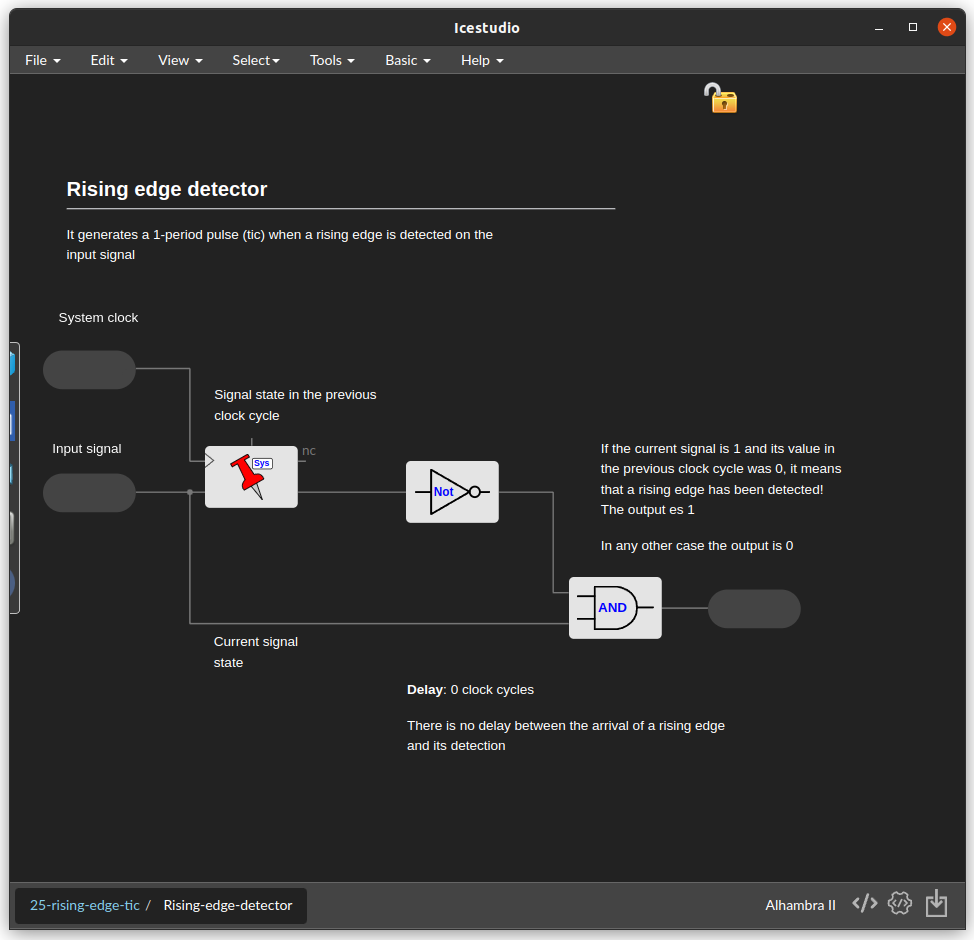 Icestudio
File Edit View Select Tools Basic Help
Rising edge detector
It generates a 1-period pulse (tic) when a rising edge is detected on the
input signal
System clock
Signal state in the previous
clock cycle
Input signal
nc
Sys
Not
If the current signal is 1 and its value in
the previous clock cycle was 0, it means
that a rising edge has been detected!
The output es 1
In any other case the output is 0
AND
Current signal
state
Delay: 0 clock cycles
There is no delay between the arrival of a rising edge
and its detection
25-rising-edge-tic / Rising-edge-detector
Alhambra II